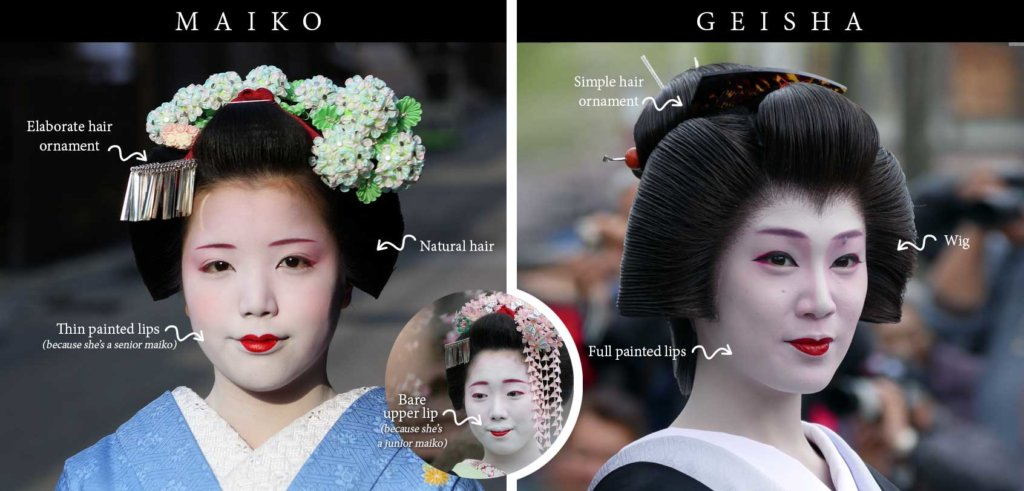 MAIKO
Elaborate hair
ornament
Natural hair
Thin painted lips
(because she's a senior maiko)
Bare
upper lip
(because she's
a junior maiko)
GEISHA
Simple hair
ornament
Wig
Full painted lips